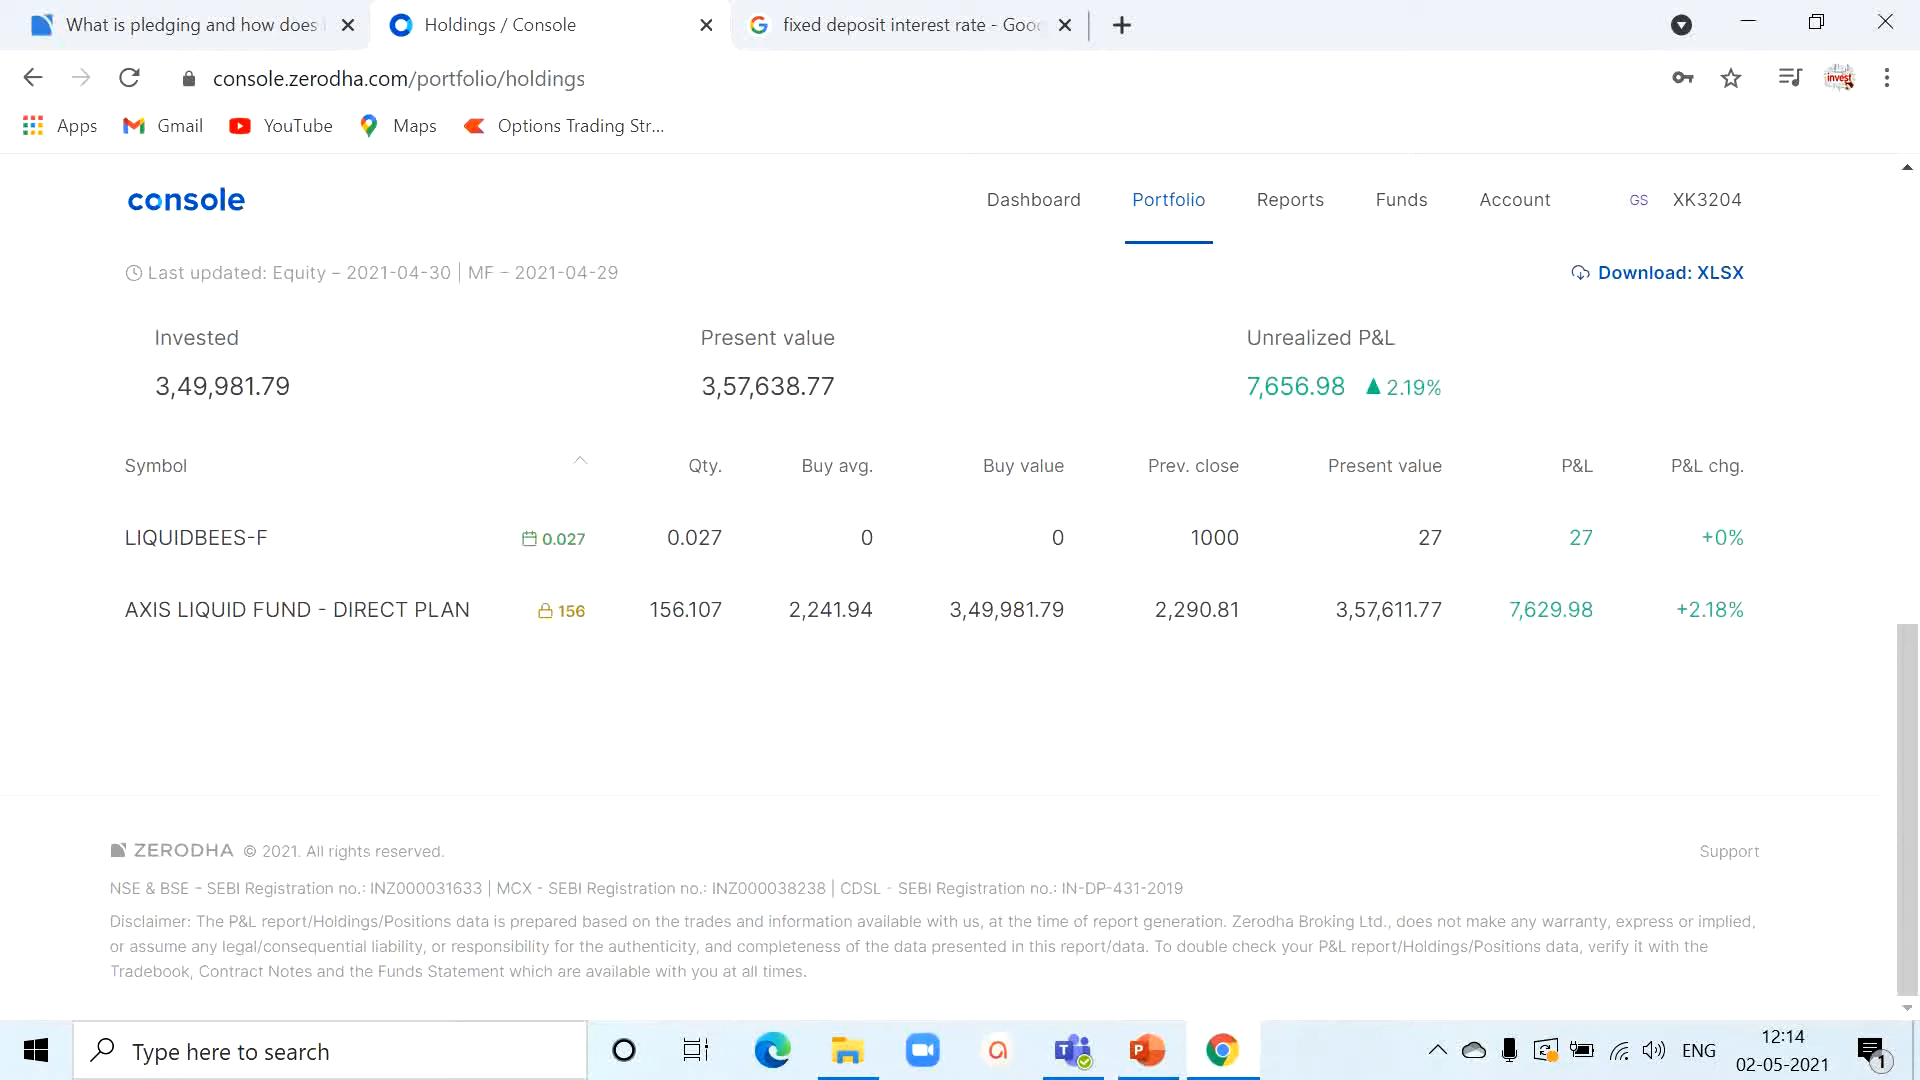 What is pledging and how does
Holdings / Console
fixed deposit interest rate - Goo
console.zerodha.com/portfolio/holdings
invest
Apps
Gmail
YouTube
Maps
Options Trading Str...
console
Dashboard
Portfolio
Reports
Funds
Account
GS
XK3204
Last updated: Equity – 2021-04-30 | MF – 2021-04-29
Download: XLSX
Invested
Present value
Unrealized P&L
3,49,981.79
3,57,638.77
7,656.98 2.19%
Symbol Qty. Buy avg. Buy value Prev. close Present value P&L P&L chg.
LIQUIDBEES-F 0.027 0.027 0 0 1000 27 27 +0%
AXIS LIQUID FUND - DIRECT PLAN 156 156.107 2,241.94 3,49,981.79 2,290.81 3,57,611.77 7,629.98 +2.18%
ZERODHA © 2021. All rights reserved.
Support
NSE & BSE – SEBI Registration no.: INZ000031633 | MCX - SEBI Registration no.: INZ000038238 | CDSL - SEBI Registration no.: IN-DP-431-2019
Disclaimer: The P&L report/Holdings/Positions data is prepared based on the trades and information available with us, at the time of report generation. Zerodha Broking Ltd., does not make any warranty, express or implied,
or assume any legal/consequential liability, or responsibility for the authenticity, and completeness of the data presented in this report/data. To double check your P&L report/Holdings/Positions data, verify it with the
Tradebook, Contract Notes and the Funds Statement which are available with you at all times.
Type here to search
ENG
12:14
02-05-2021
1